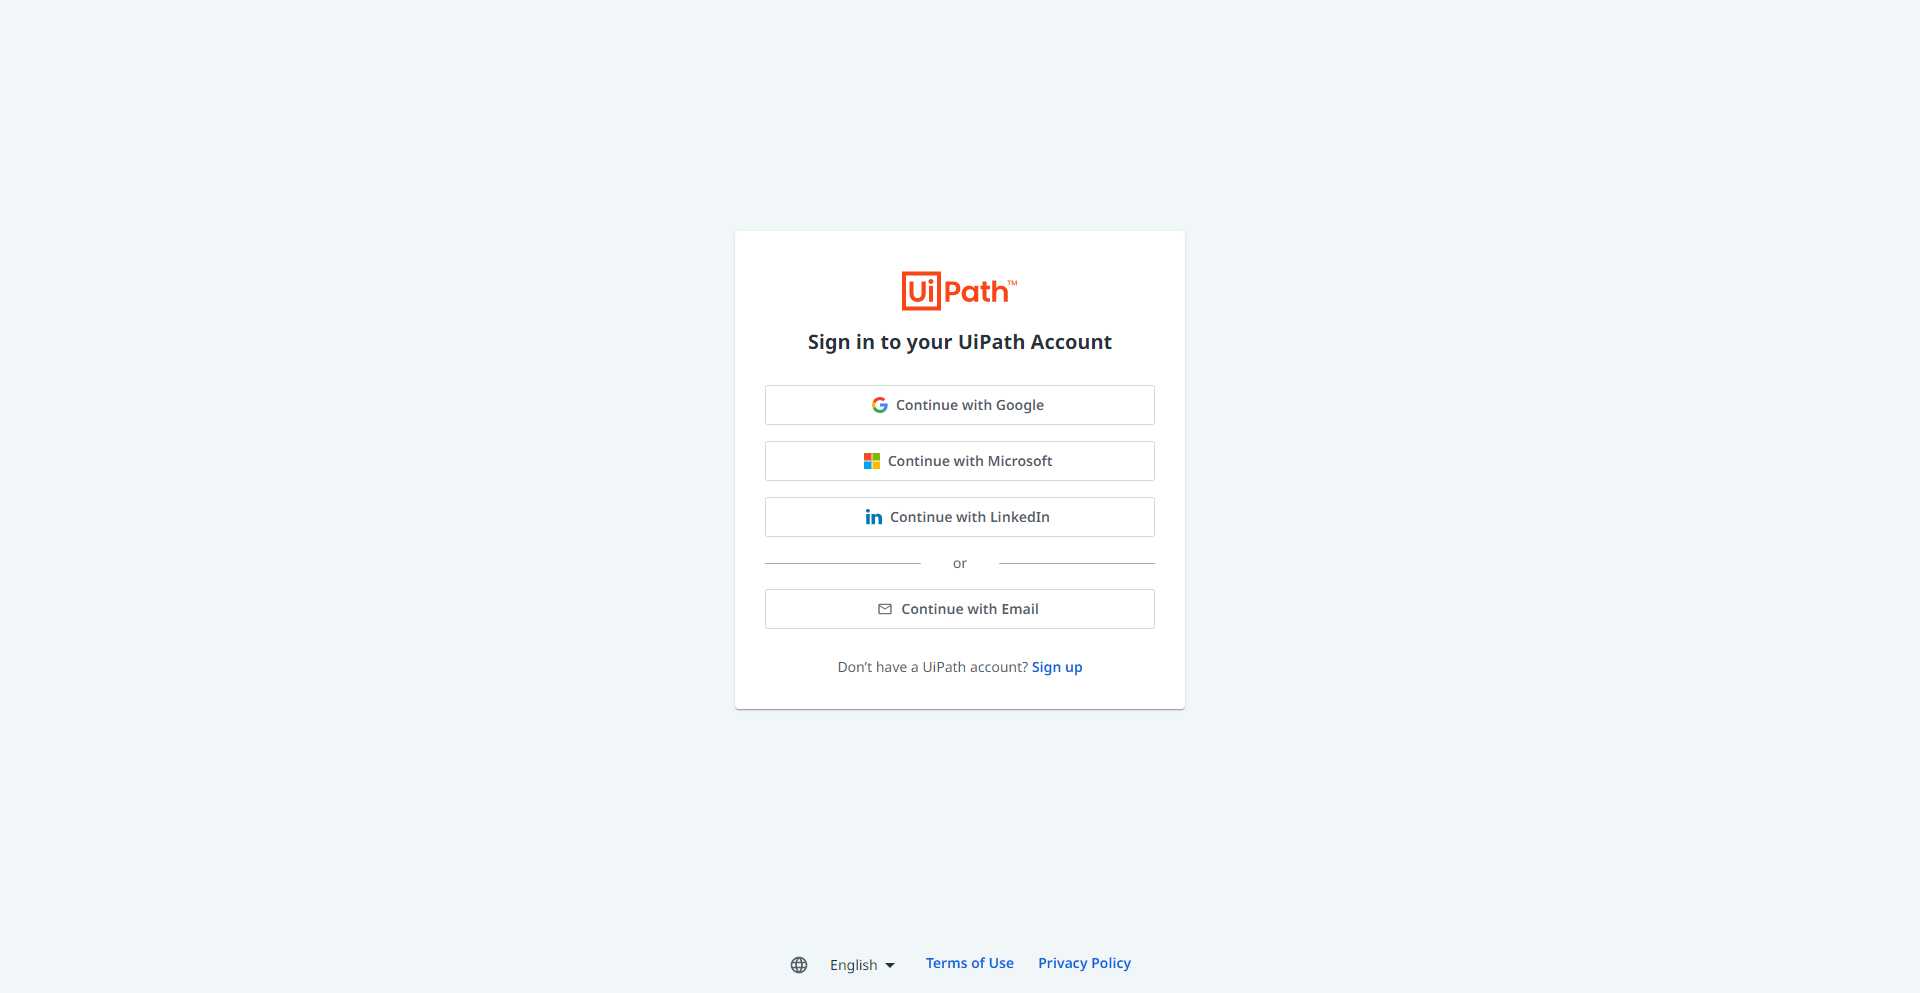 UiPath™
Sign in to your UiPath Account
Continue with Google
Continue with Microsoft
in Continue with LinkedIn
or
Continue with Email
Don't have a UiPath account? Sign up
English Terms of Use Privacy Policy